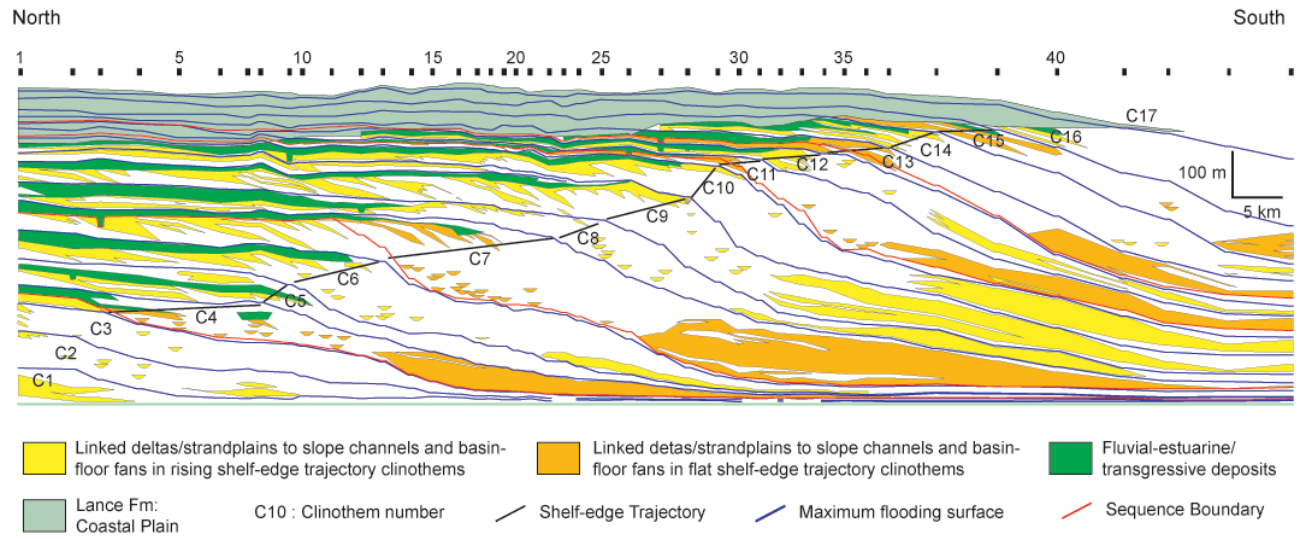 North
South
1 5 10 15 20 25 30 35 40
C17
C16
C15
C14
C13
C12
C11
C10
C9
C8
C7
C6
C5
C4
C3
C2
C1
100 m
5 km
Linked deltas/strandplains to slope channels and basin-
floor fans in rising shelf-edge trajectory clinothems
Linked detas/strandplains to slope channels and basin-
floor fans in flat shelf-edge trajectory clinothems
Fluvial-estuarine/
transgressive deposits
Lance Fm:
Coastal Plain
C10 : Clinothem number
Shelf-edge Trajectory
Maximum flooding surface
Sequence Boundary